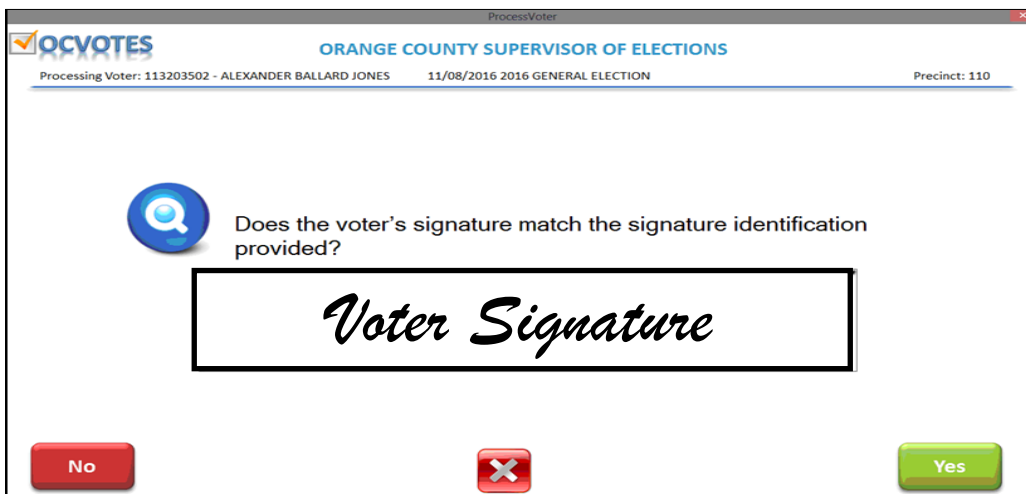 ProcessVoter
OCVOTES
ORANGE COUNTY SUPERVISOR OF ELECTIONS
Processing Voter: 113203502 - ALEXANDER BALLARD JONES 11/08/2016 2016 GENERAL ELECTION Precinct: 110
Does the voter's signature match the signature identification
provided?
Voter Signature
No Yes